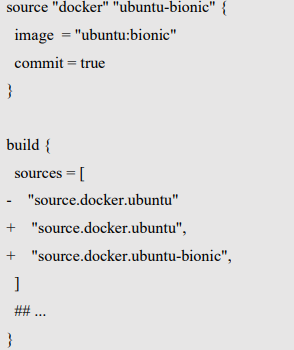 source "docker" "ubuntu-bionic" {
image = "ubuntu:bionic"
commit = true
}
build {
sources = [
- "source.docker.ubuntu"
+ "source.docker.ubuntu",
+ "source.docker.ubuntu-bionic",
]
## ...
}